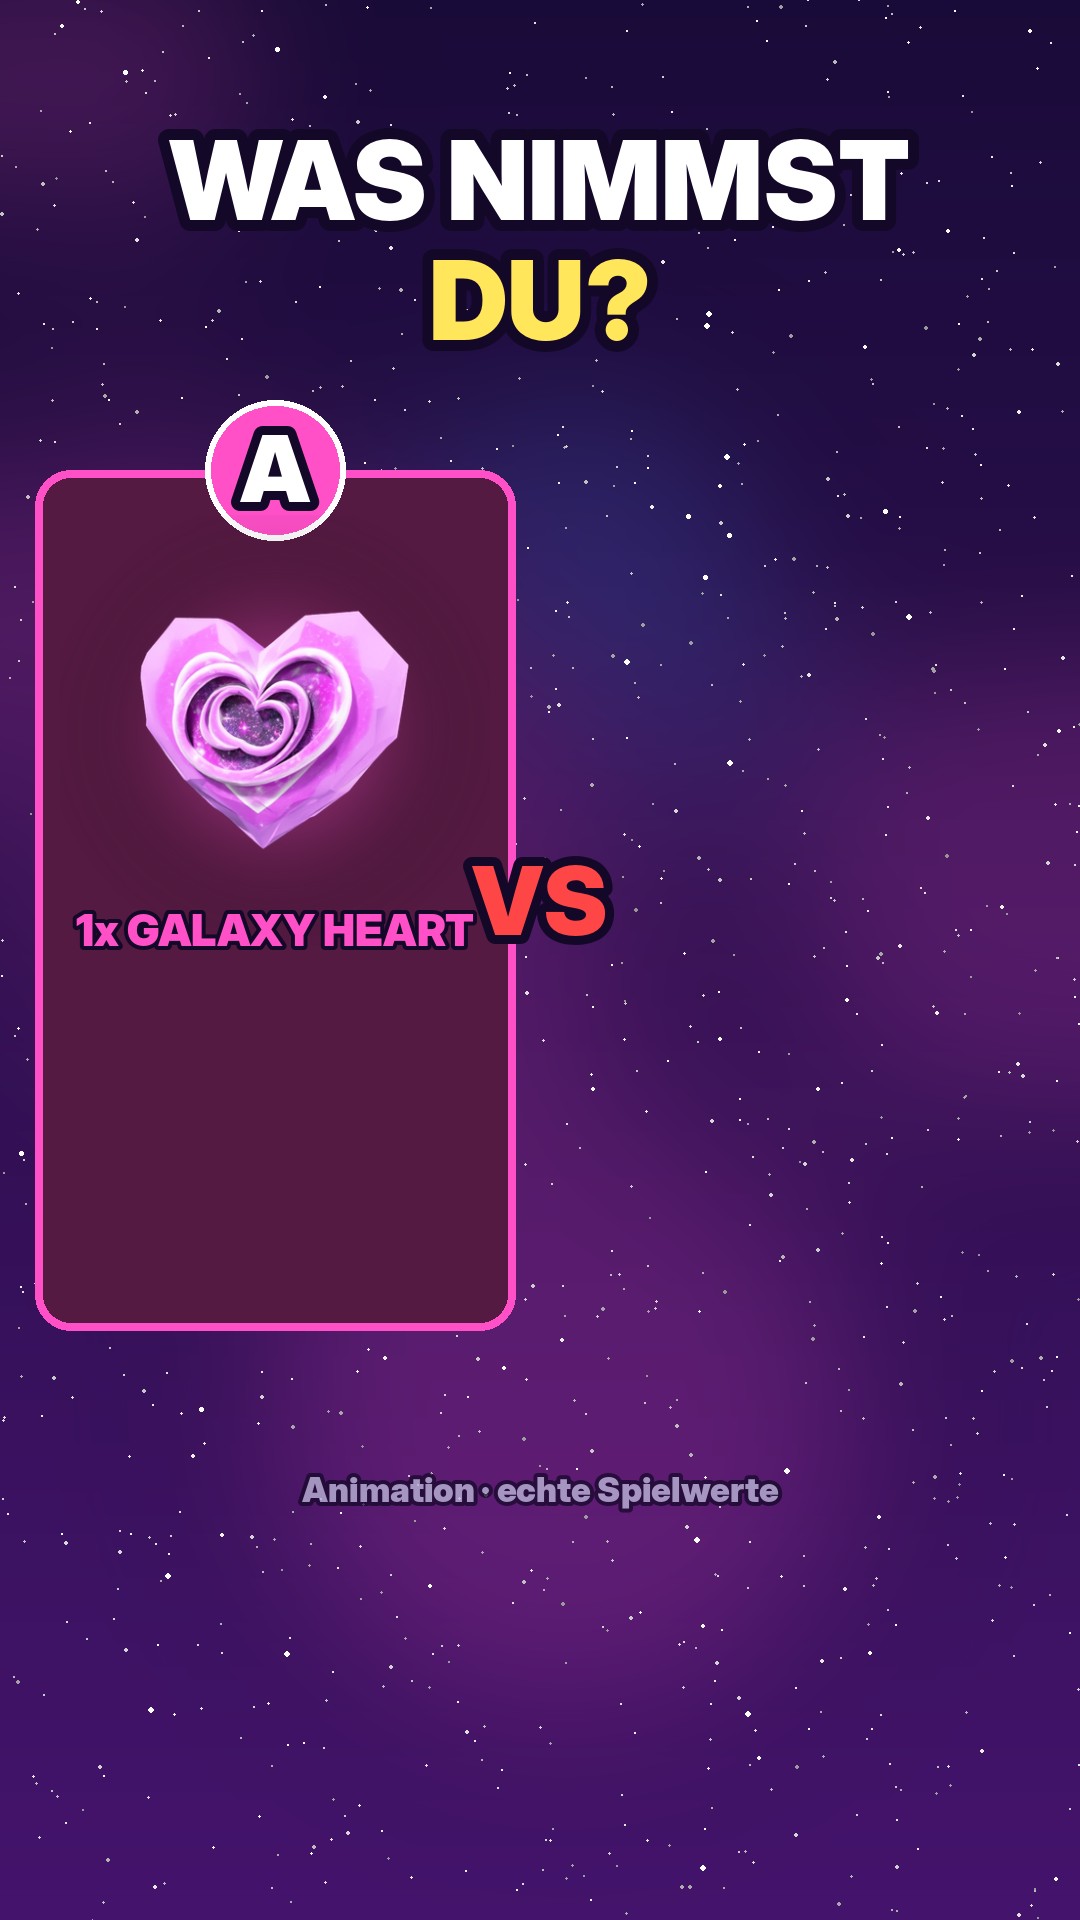 WAS NIMMST
DU?
A
1x GALAXY HEART
VS
Animation · echte Spielwerte